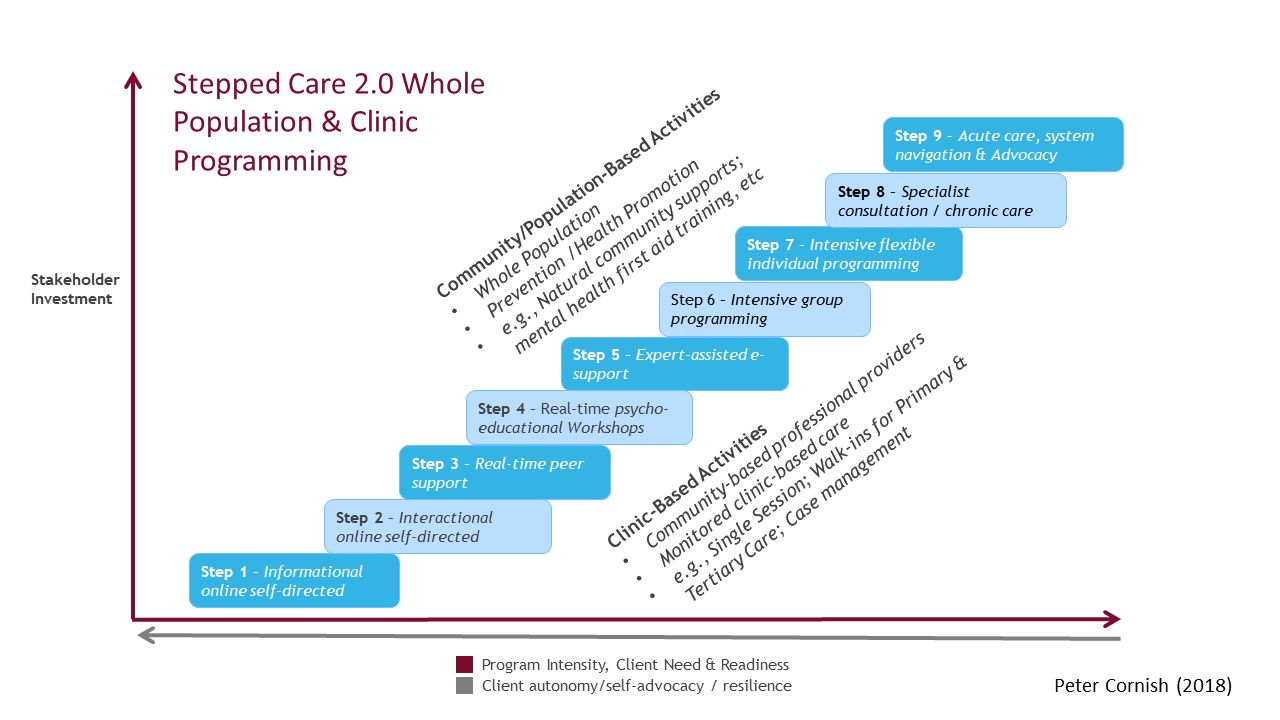 Stepped Care 2.0 Whole
Population & Clinic
Programming
Stakeholder
Investment
Community/Population-Based Activities
• Whole Population
• Prevention /Health Promotion
• e.g., Natural community supports;
mental health first aid training, etc
Step 9 – Acute care, system
navigation & Advocacy
Step 8 – Specialist
consultation / chronic care
Step 7 – Intensive flexible
individual programming
Step 6 – Intensive group
programming
Step 5 – Expert-assisted e-
support
Step 4 – Real-time psycho-
educational Workshops
Step 3 – Real-time peer
support
Step 2 – Interactional
online self-directed
Step 1 – Informational
online self-directed
Clinic-Based Activities
• Community-based professional providers
• Monitored clinic-based care
• e.g., Single Session; Walk-ins for Primary &
Tertiary Care; Case management
Program Intensity, Client Need & Readiness
Client autonomy/self-advocacy / resilience
Peter Cornish (2018)